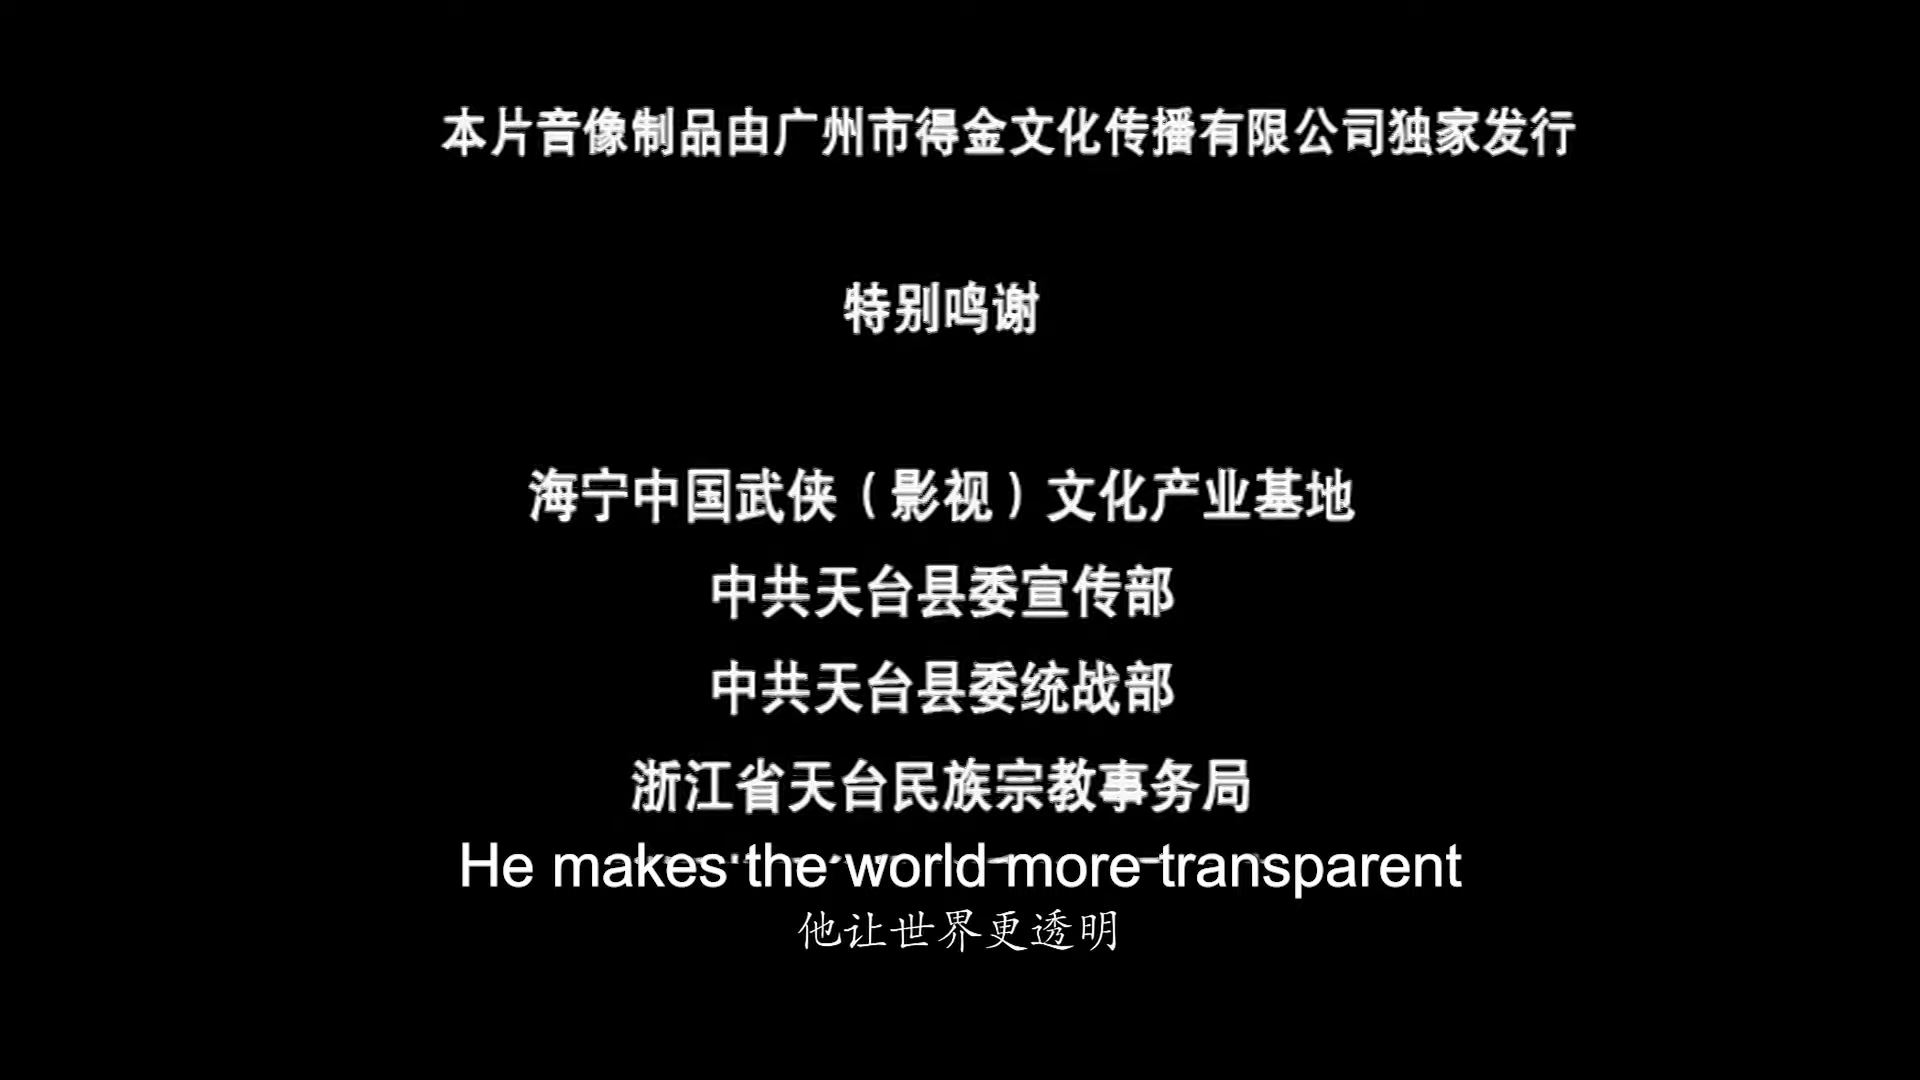 本片音像制品由广州市得金文化传播有限公司独家发行
特别鸣谢
海宁中国武侠（影视）文化产业基地
中共天台县委宣传部
中共天台县委统战部
浙江省天台民族宗教事务局
He makes the world more transparent
他让世界更透明